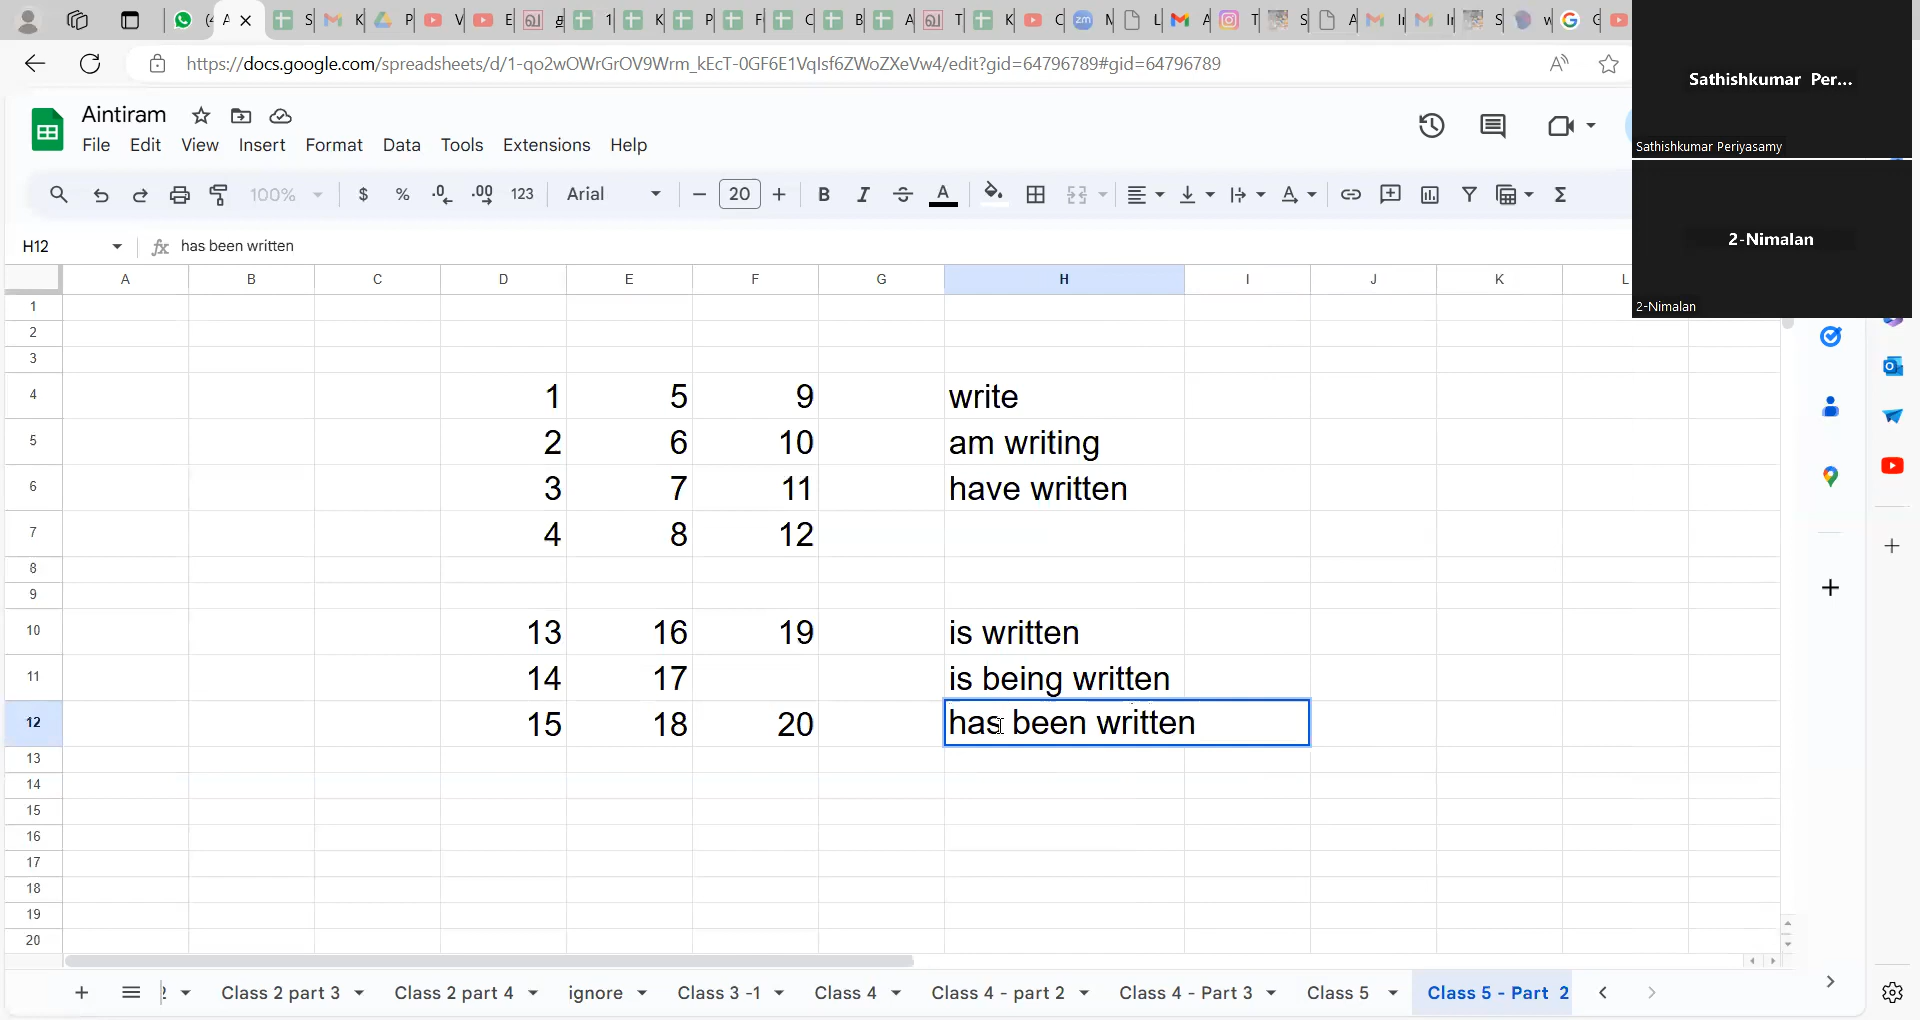 https://docs.google.com/spreadsheets/d/1-qo2wOWrGrOV9Wrm_kEcT-0GF6E1VqIsf6ZWoZXeVw4/edit?gid=64796789#gid=64796789
Sathishkumar Per...
Sathishkumar Periyasamy
2-Nimalan
2-Nimalan
Aintiram
File Edit View Insert Format Data Tools Extensions Help
100% $ % .0 .00 123 Arial 20 B I A
H12 fx has been written
A B C D E F G H I J K L
1
2
3
4 1 5 9 write
5 2 6 10 am writing
6 3 7 11 have written
7 4 8 12
8
9
10 13 16 19 is written
11 14 17 is being written
12 15 18 20 has been written
13
14
15
16
17
18
19
20
Class 2 part 3 Class 2 part 4 ignore Class 3 -1 Class 4 Class 4 - part 2 Class 4 - Part 3 Class 5 Class 5 - Part 2